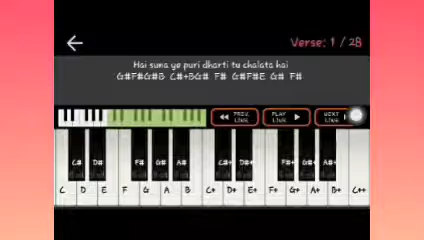 Verse: 1 / 28
Hai suna ye puri dharti tu chalata hai
G#F#G#B C#+BG# F# G#F#E G# F#
PREV. LINE
PLAY LINE
NEXT LINE
C# D# F# G# A# C#+ D#+ F#+ G#+ A#+
C D E F G A B C+ D+ E+ F+ G+ A+ B+ C++